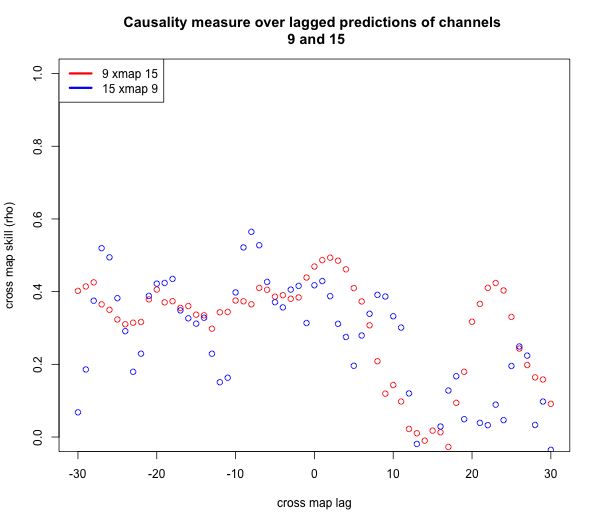 Causality measure over lagged predictions of channels
9 and 15
9 xmap 15
15 xmap 9
cross map skill (rho)
1.0
0.8
0.6
0.4
0.2
0.0
-30 -20 -10 0 10 20 30
cross map lag